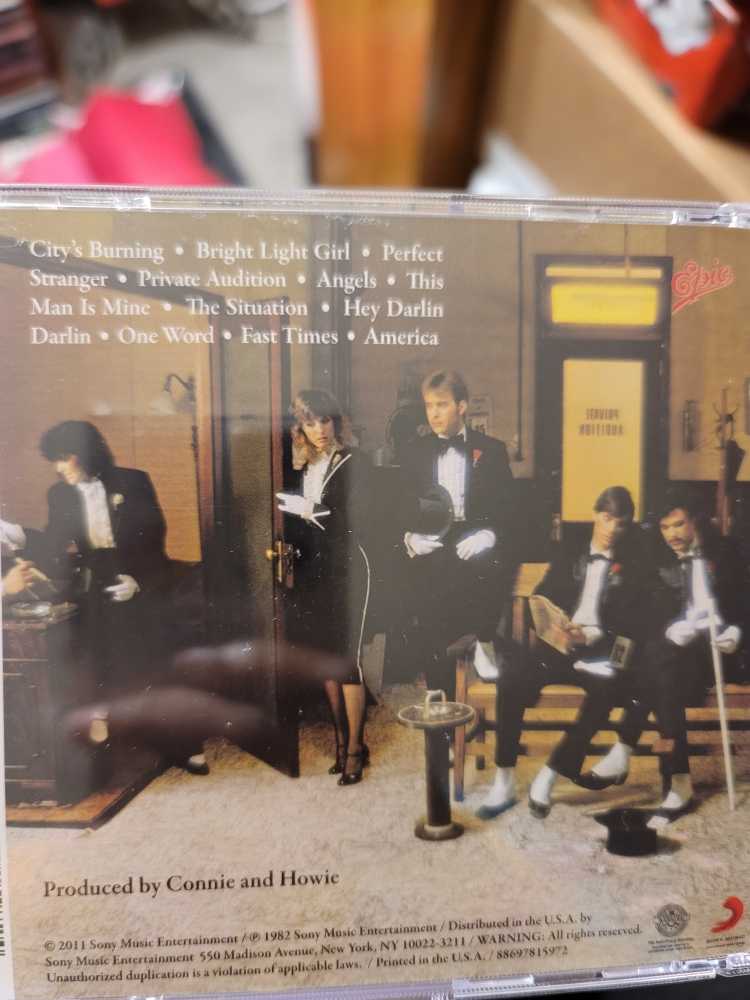 City's Burning • Bright Light Girl • Perfect
Stranger • Private Audition • Angels • This
Man Is Mine • The Situation • Hey Darlin
Darlin • One Word • Fast Times • America
Epic
PRIVATE
AUDITION
Produced by Connie and Howie
© 2011 Sony Music Entertainment / ℗ 1982 Sony Music Entertainment / Distributed in the U.S.A. by
Sony Music Entertainment 550 Madison Avenue, New York, NY 10022-3211 / WARNING: All rights reserved.
Unauthorized duplication is a violation of applicable laws. / Printed in the U.S.A. / 88697815972